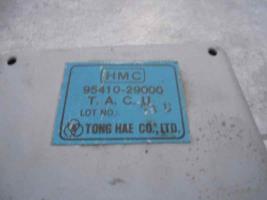 HMC
95410-29000
T. A. C. U.
LOT NO.:
TONG HAE CO., LTD.